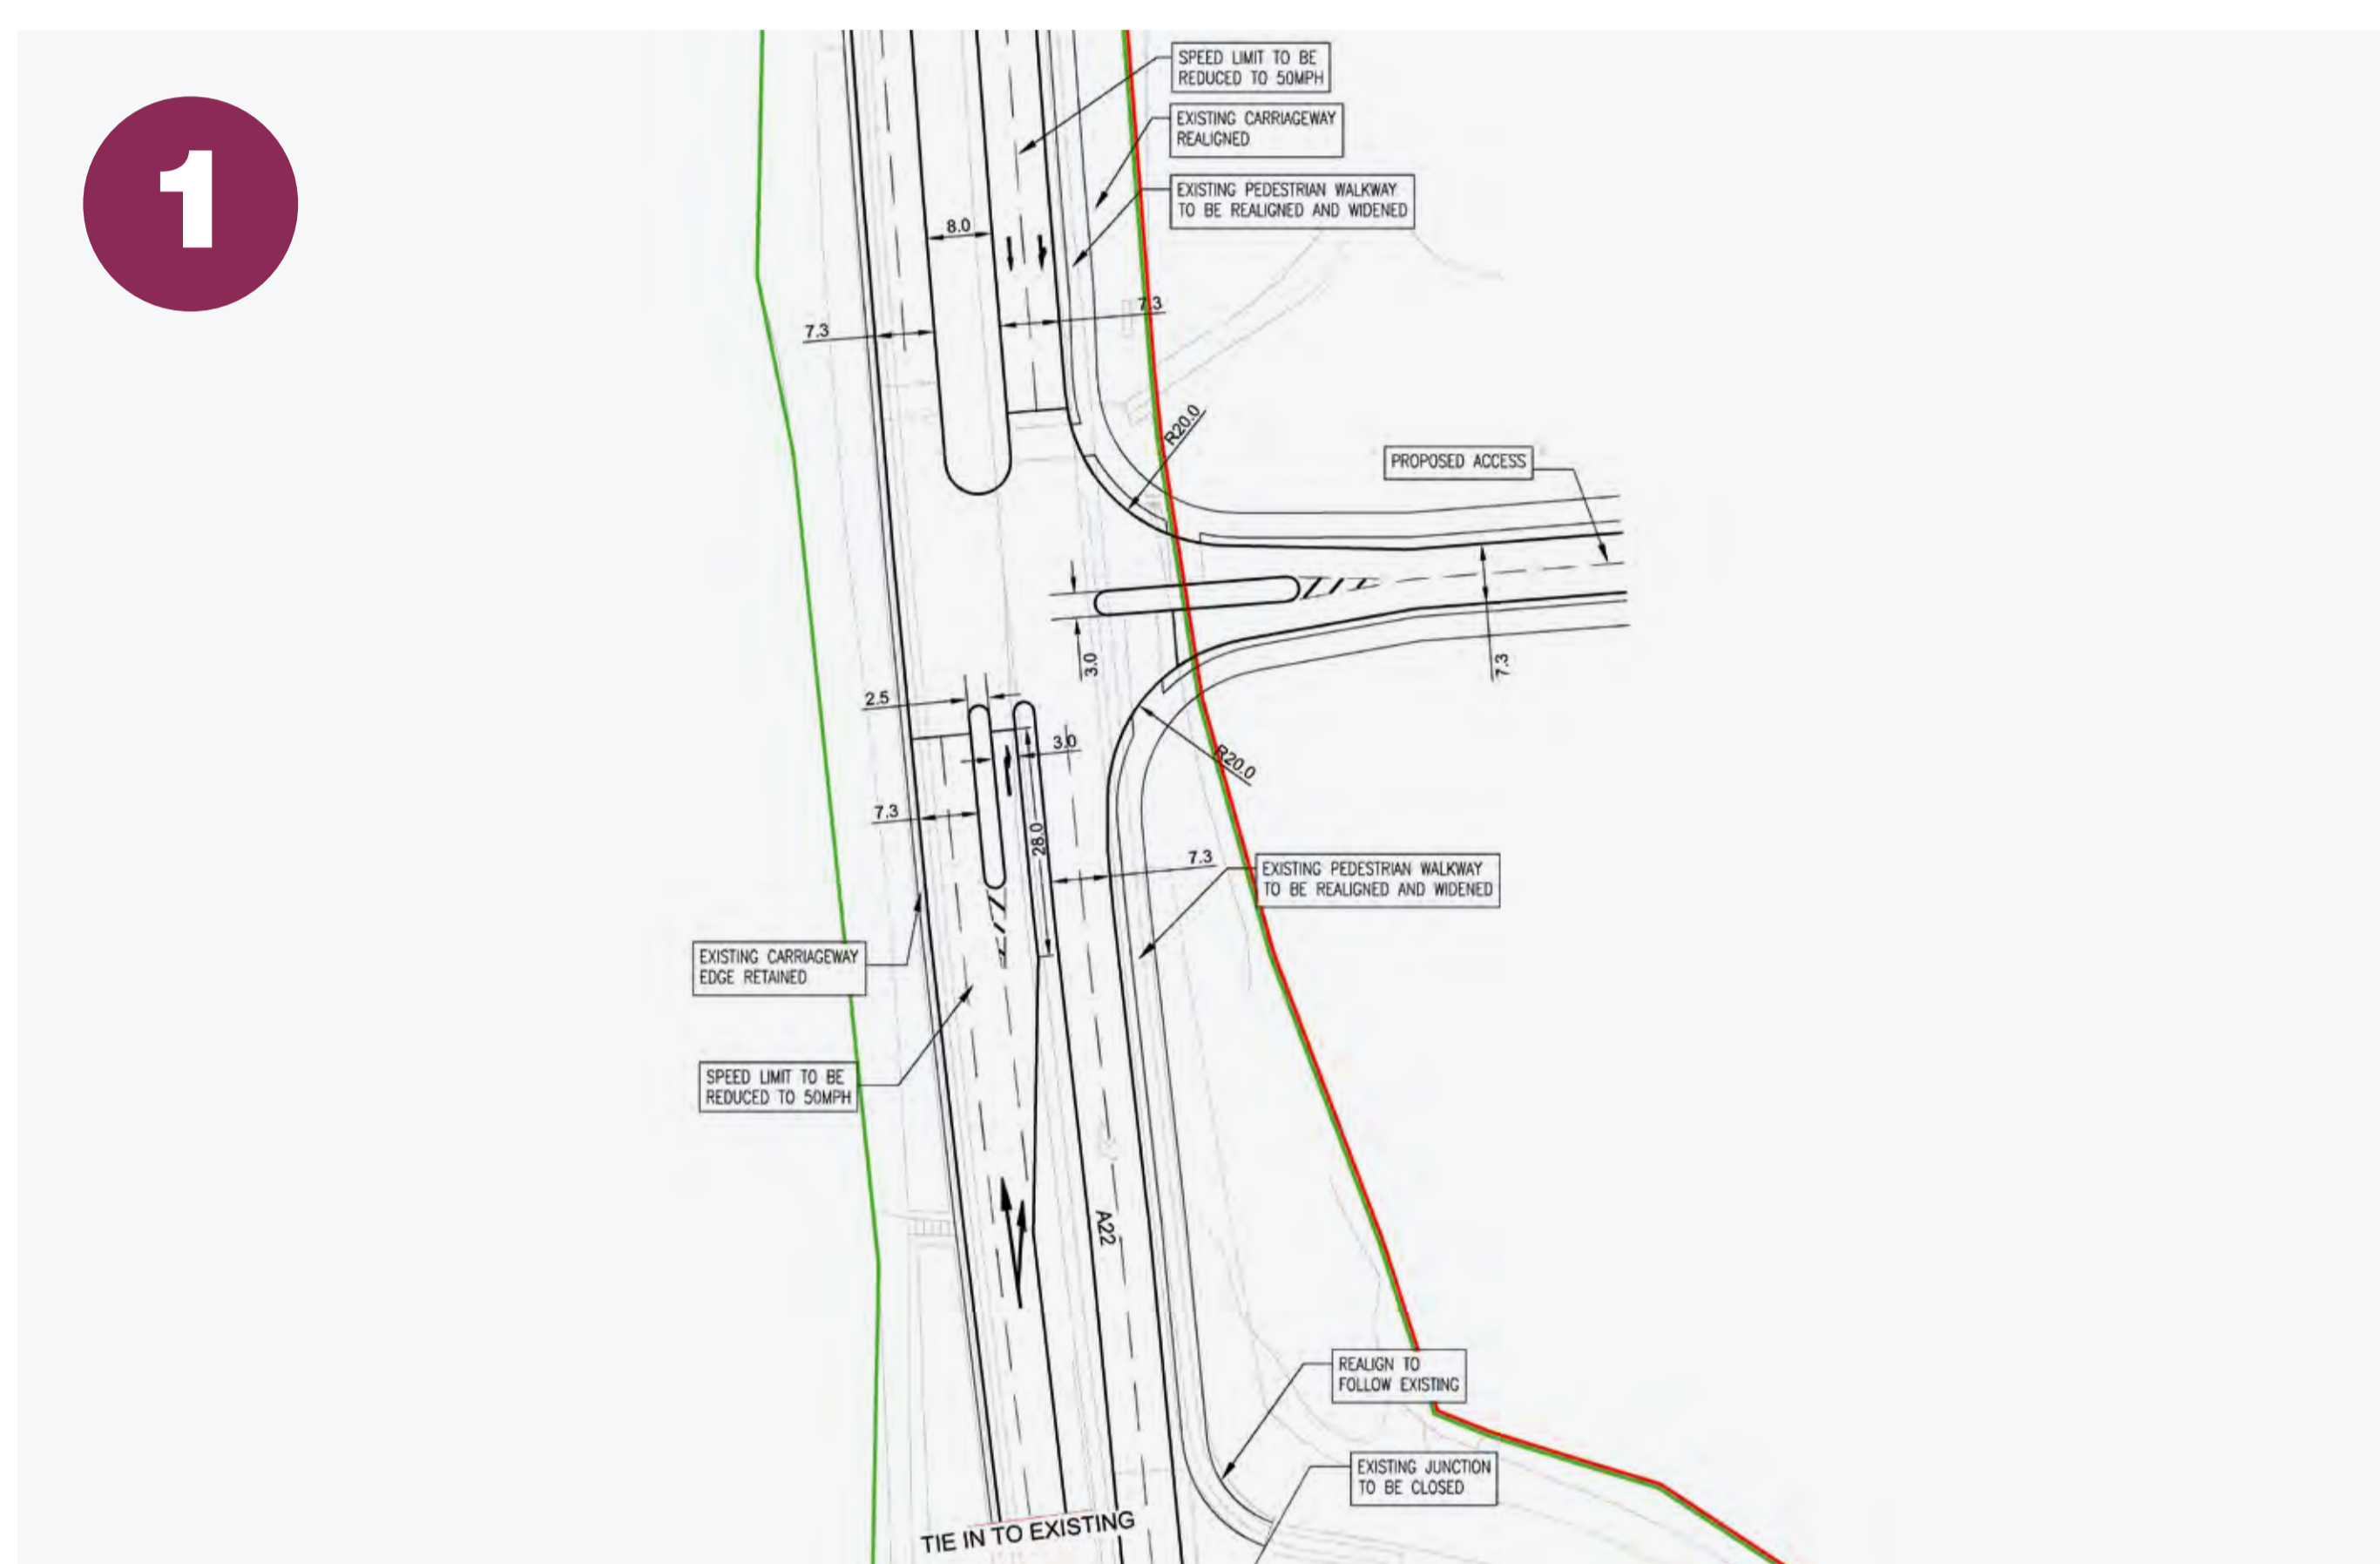 1
SPEED LIMIT TO BE
REDUCED TO 50MPH
EXISTING CARRIAGEWAY
REALIGNED
EXISTING PEDESTRIAN WALKWAY
TO BE REALIGNED AND WIDENED
8.0
7.3
7.3
R20.0
PROPOSED ACCESS
3.0
7.3
2.5
3.0
R20.0
7.3
28.0
7.3
EXISTING PEDESTRIAN WALKWAY
TO BE REALIGNED AND WIDENED
EXISTING CARRIAGEWAY
EDGE RETAINED
SPEED LIMIT TO BE
REDUCED TO 50MPH
A22
REALIGN TO
FOLLOW EXISTING
EXISTING JUNCTION
TO BE CLOSED
TIE IN TO EXISTING